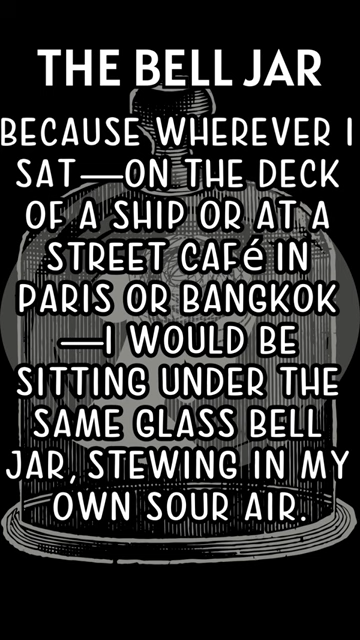 THE BELL JAR
BECAUSE WHEREVER I
SAT—ON THE DECK
OF A SHIP OR AT A
STREET CAFé IN
PARIS OR BANGKOK
—I WOULD BE
SITTING UNDER THE
SAME GLASS BELL
JAR, STEWING IN MY
OWN SOUR AIR.